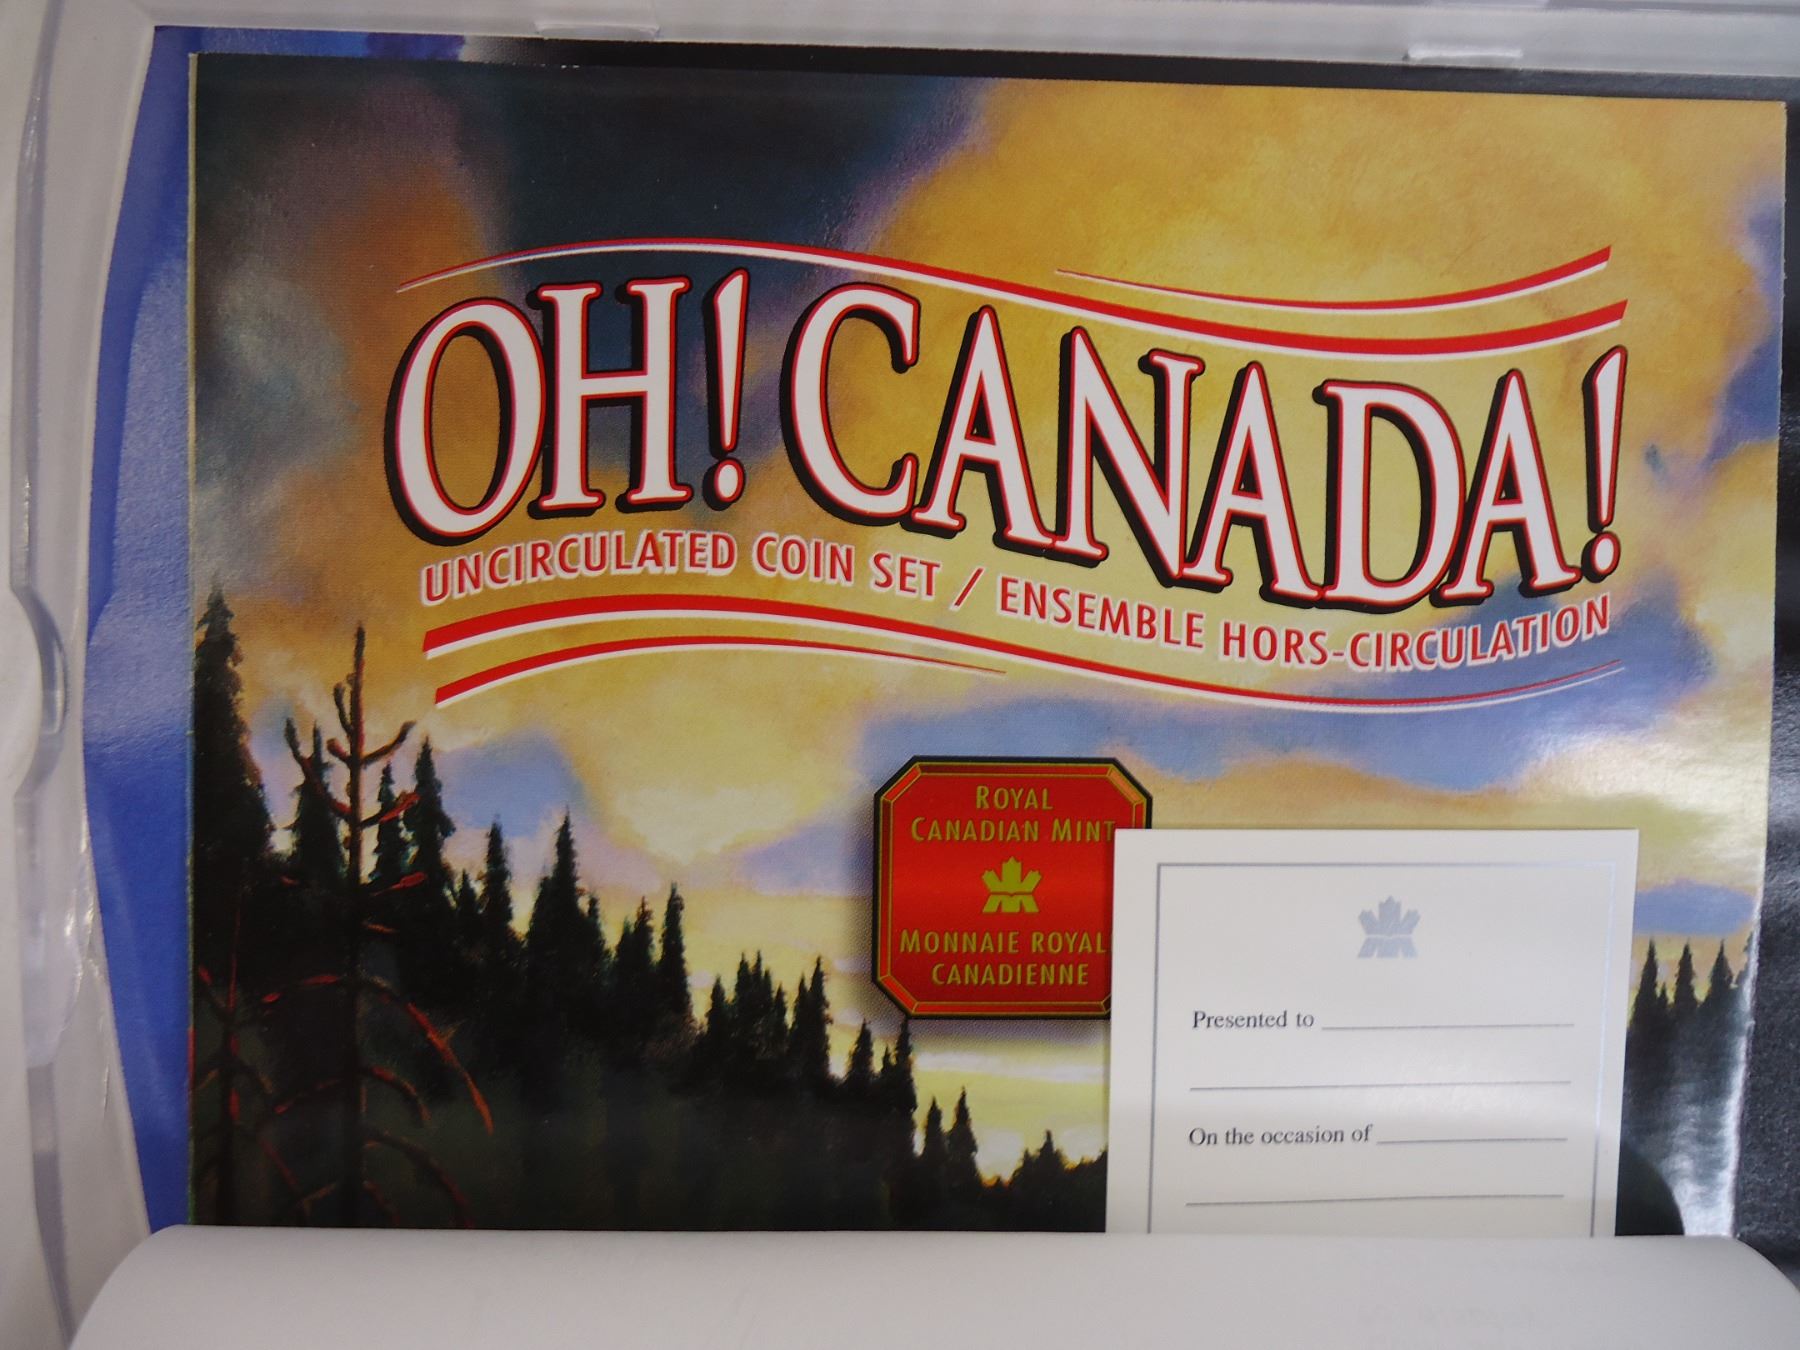 OH! CANADA!
UNCIRCULATED COIN SET / ENSEMBLE HORS-CIRCULATION
ROYAL
CANADIAN MINT
MONNAIE ROYAL
CANADIENNE
Presented to
On the occasion of